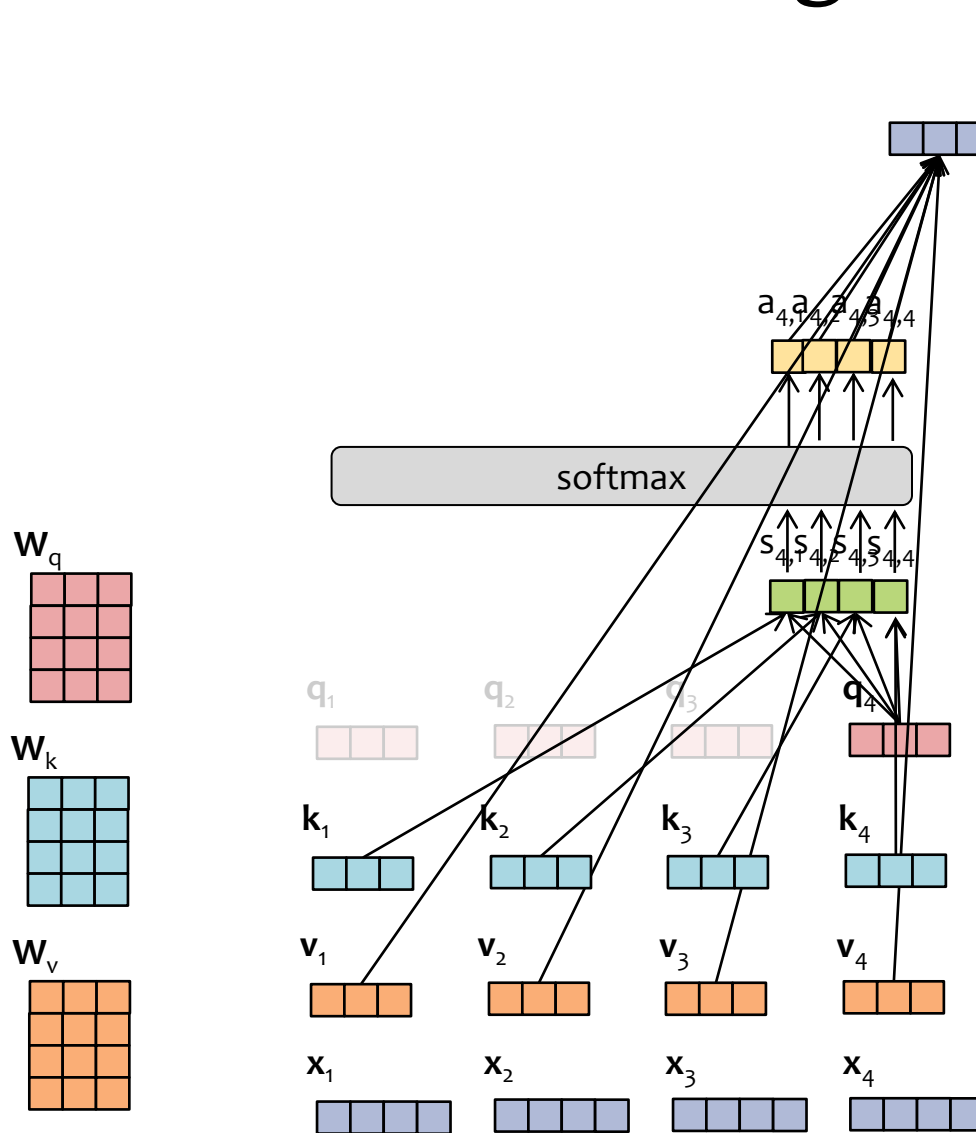 a4,1 a4,2 a4,3 a4,4
softmax
s4,1 s4,2 s4,3 s4,4
Wq
q1 q2 q3 q4
Wk
k1 k2 k3 k4
Wv
v1 v2 v3 v4
x1 x2 x3 x4